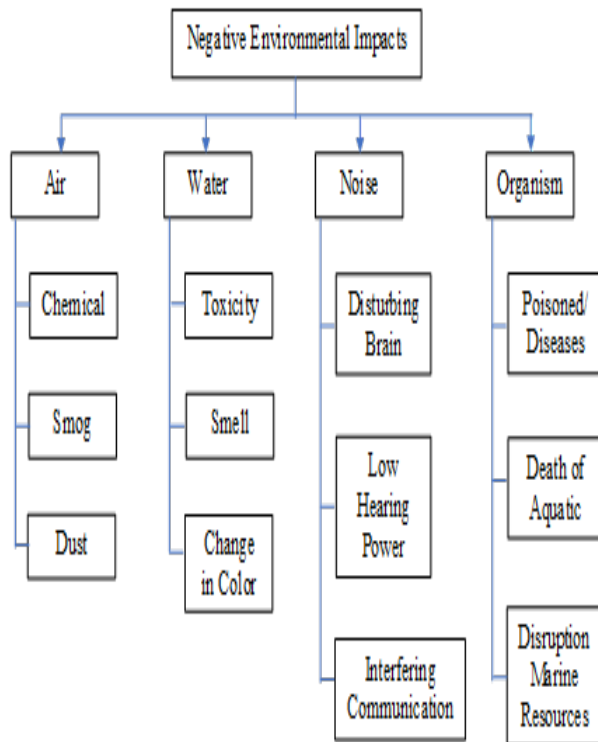 Negative Environmental Impacts
Air
Water
Noise
Organism
Chemical
Smog
Dust
Toxicity
Smell
Change
in Color
Disturbing
Brain
Low
Hearing
Power
Interfering
Communication
Poisoned/
Diseases
Death of
Aquatic
Disruption
Marine
Resources